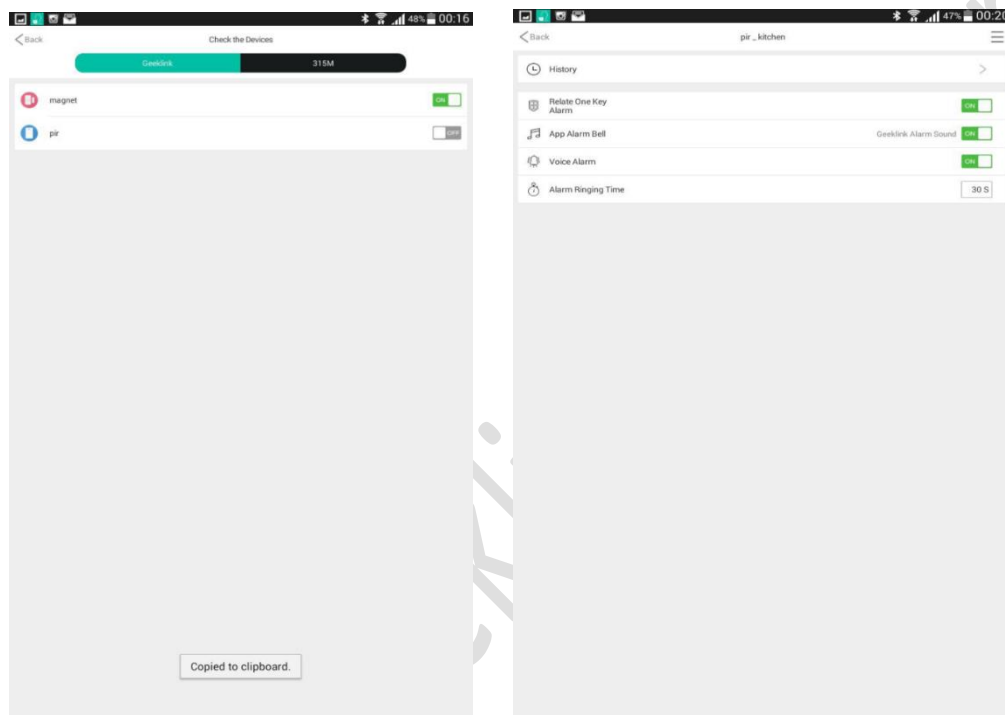 48% 00:16
Back Check the Devices
Geeklink 315M
magnet ON
pir OFF
Copied to clipboard.
47% 00:20
Back pir _ kitchen
History
Relate One Key
Alarm ON
App Alarm Bell Geeklink Alarm Sound ON
Voice Alarm ON
Alarm Ringing Time 30 S